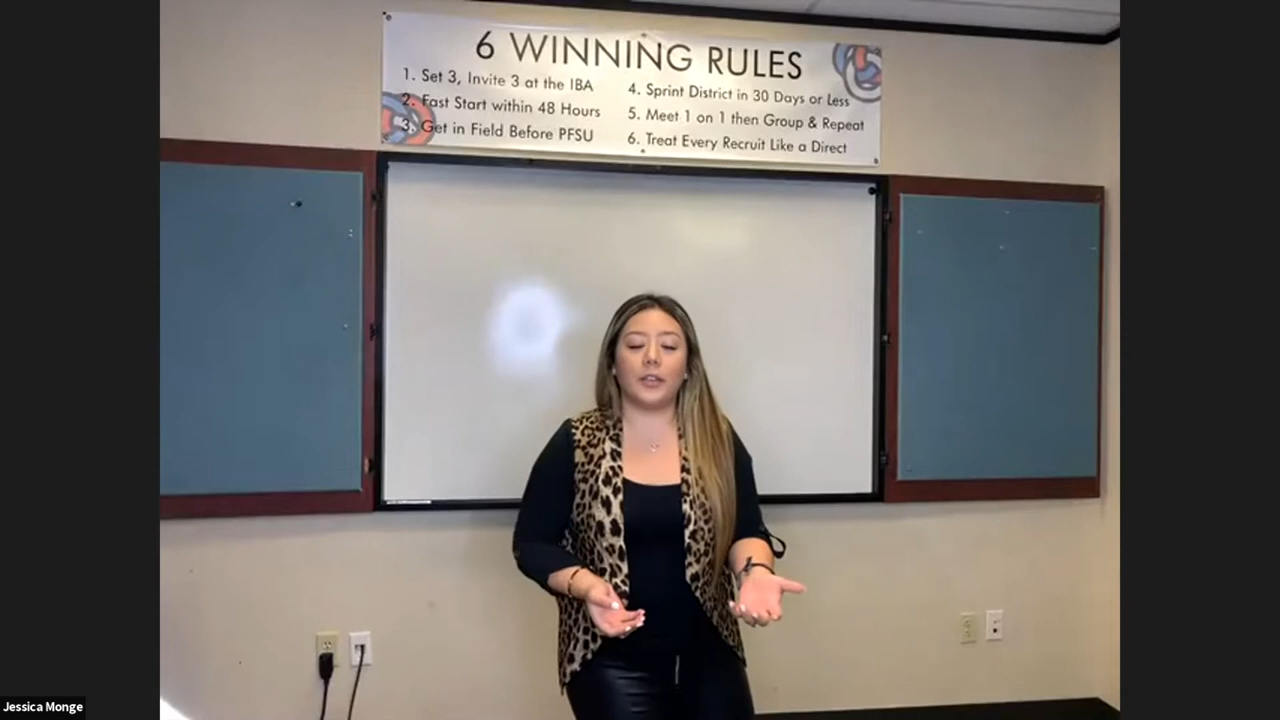 6 WINNING RULES
1. Set 3, Invite 3 at the IBA
2. Fast Start within 48 Hours
3. Get in Field Before PFSU
4. Sprint District in 30 Days or Less
5. Meet 1 on 1 then Group & Repeat
6. Treat Every Recruit Like a Direct
Jessica Monge